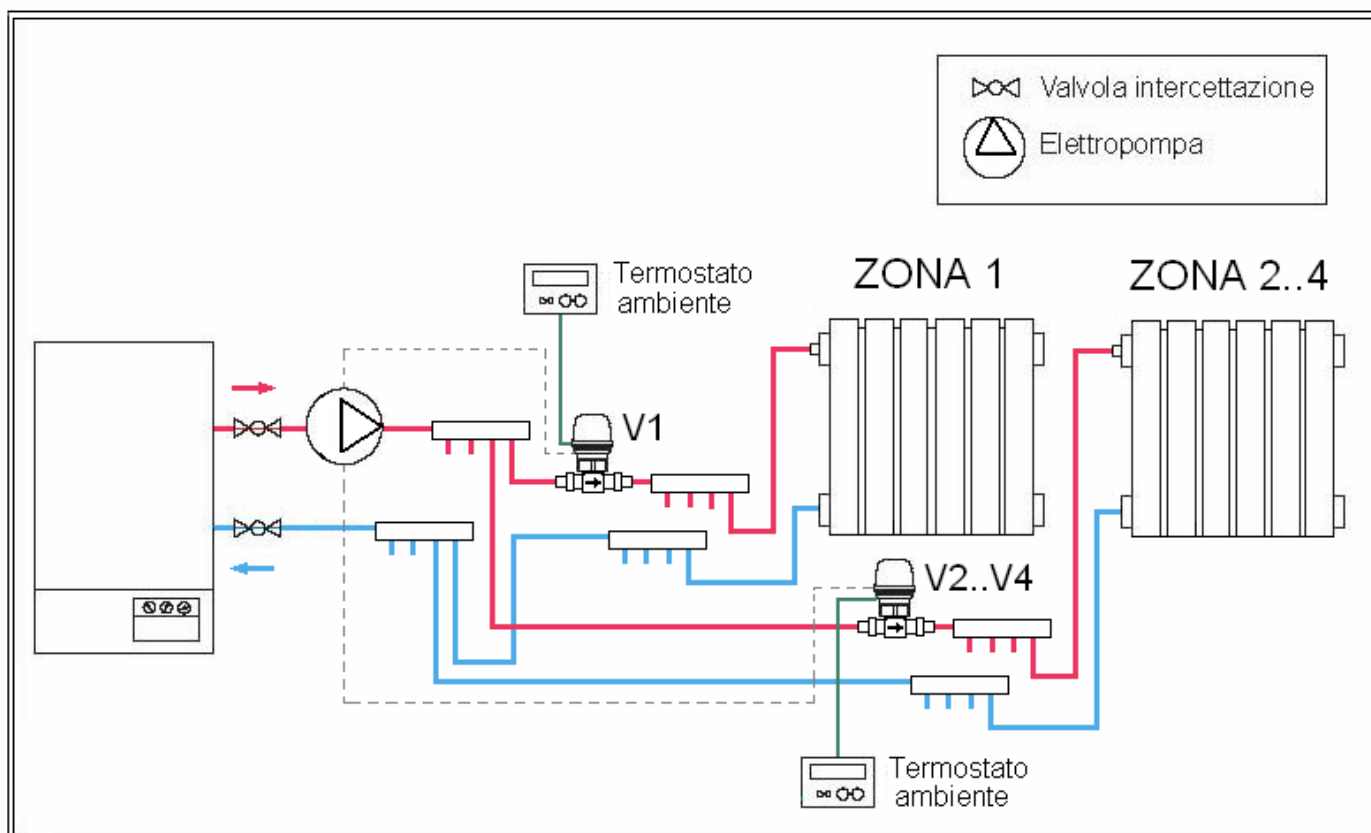 Valvola intercettazione
Elettropompa
ZONA 1
ZONA 2..4
Termostato
ambiente
V1
V2..V4
Termostato
ambiente